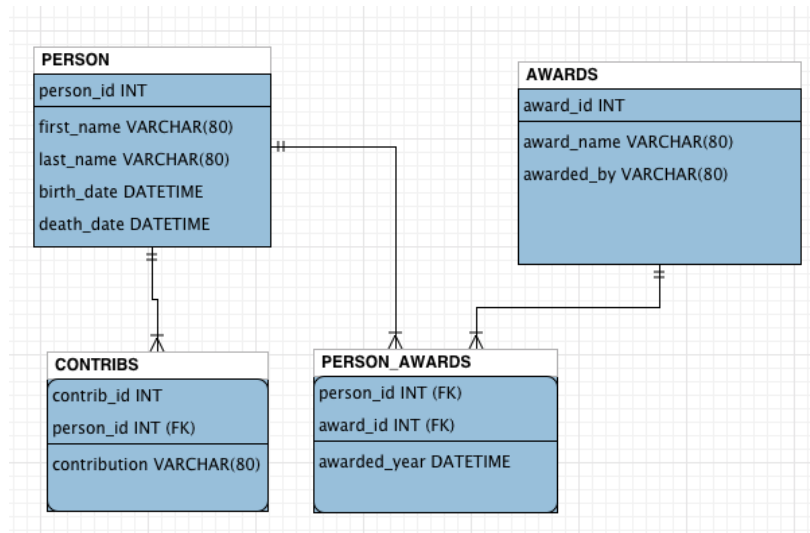 PERSON
person_id INT
first_name VARCHAR(80)
last_name VARCHAR(80)
birth_date DATETIME
death_date DATETIME
AWARDS
award_id INT
award_name VARCHAR(80)
awarded_by VARCHAR(80)
CONTRIBS
contrib_id INT
person_id INT (FK)
contribution VARCHAR(80)
PERSON_AWARDS
person_id INT (FK)
award_id INT (FK)
awarded_year DATETIME